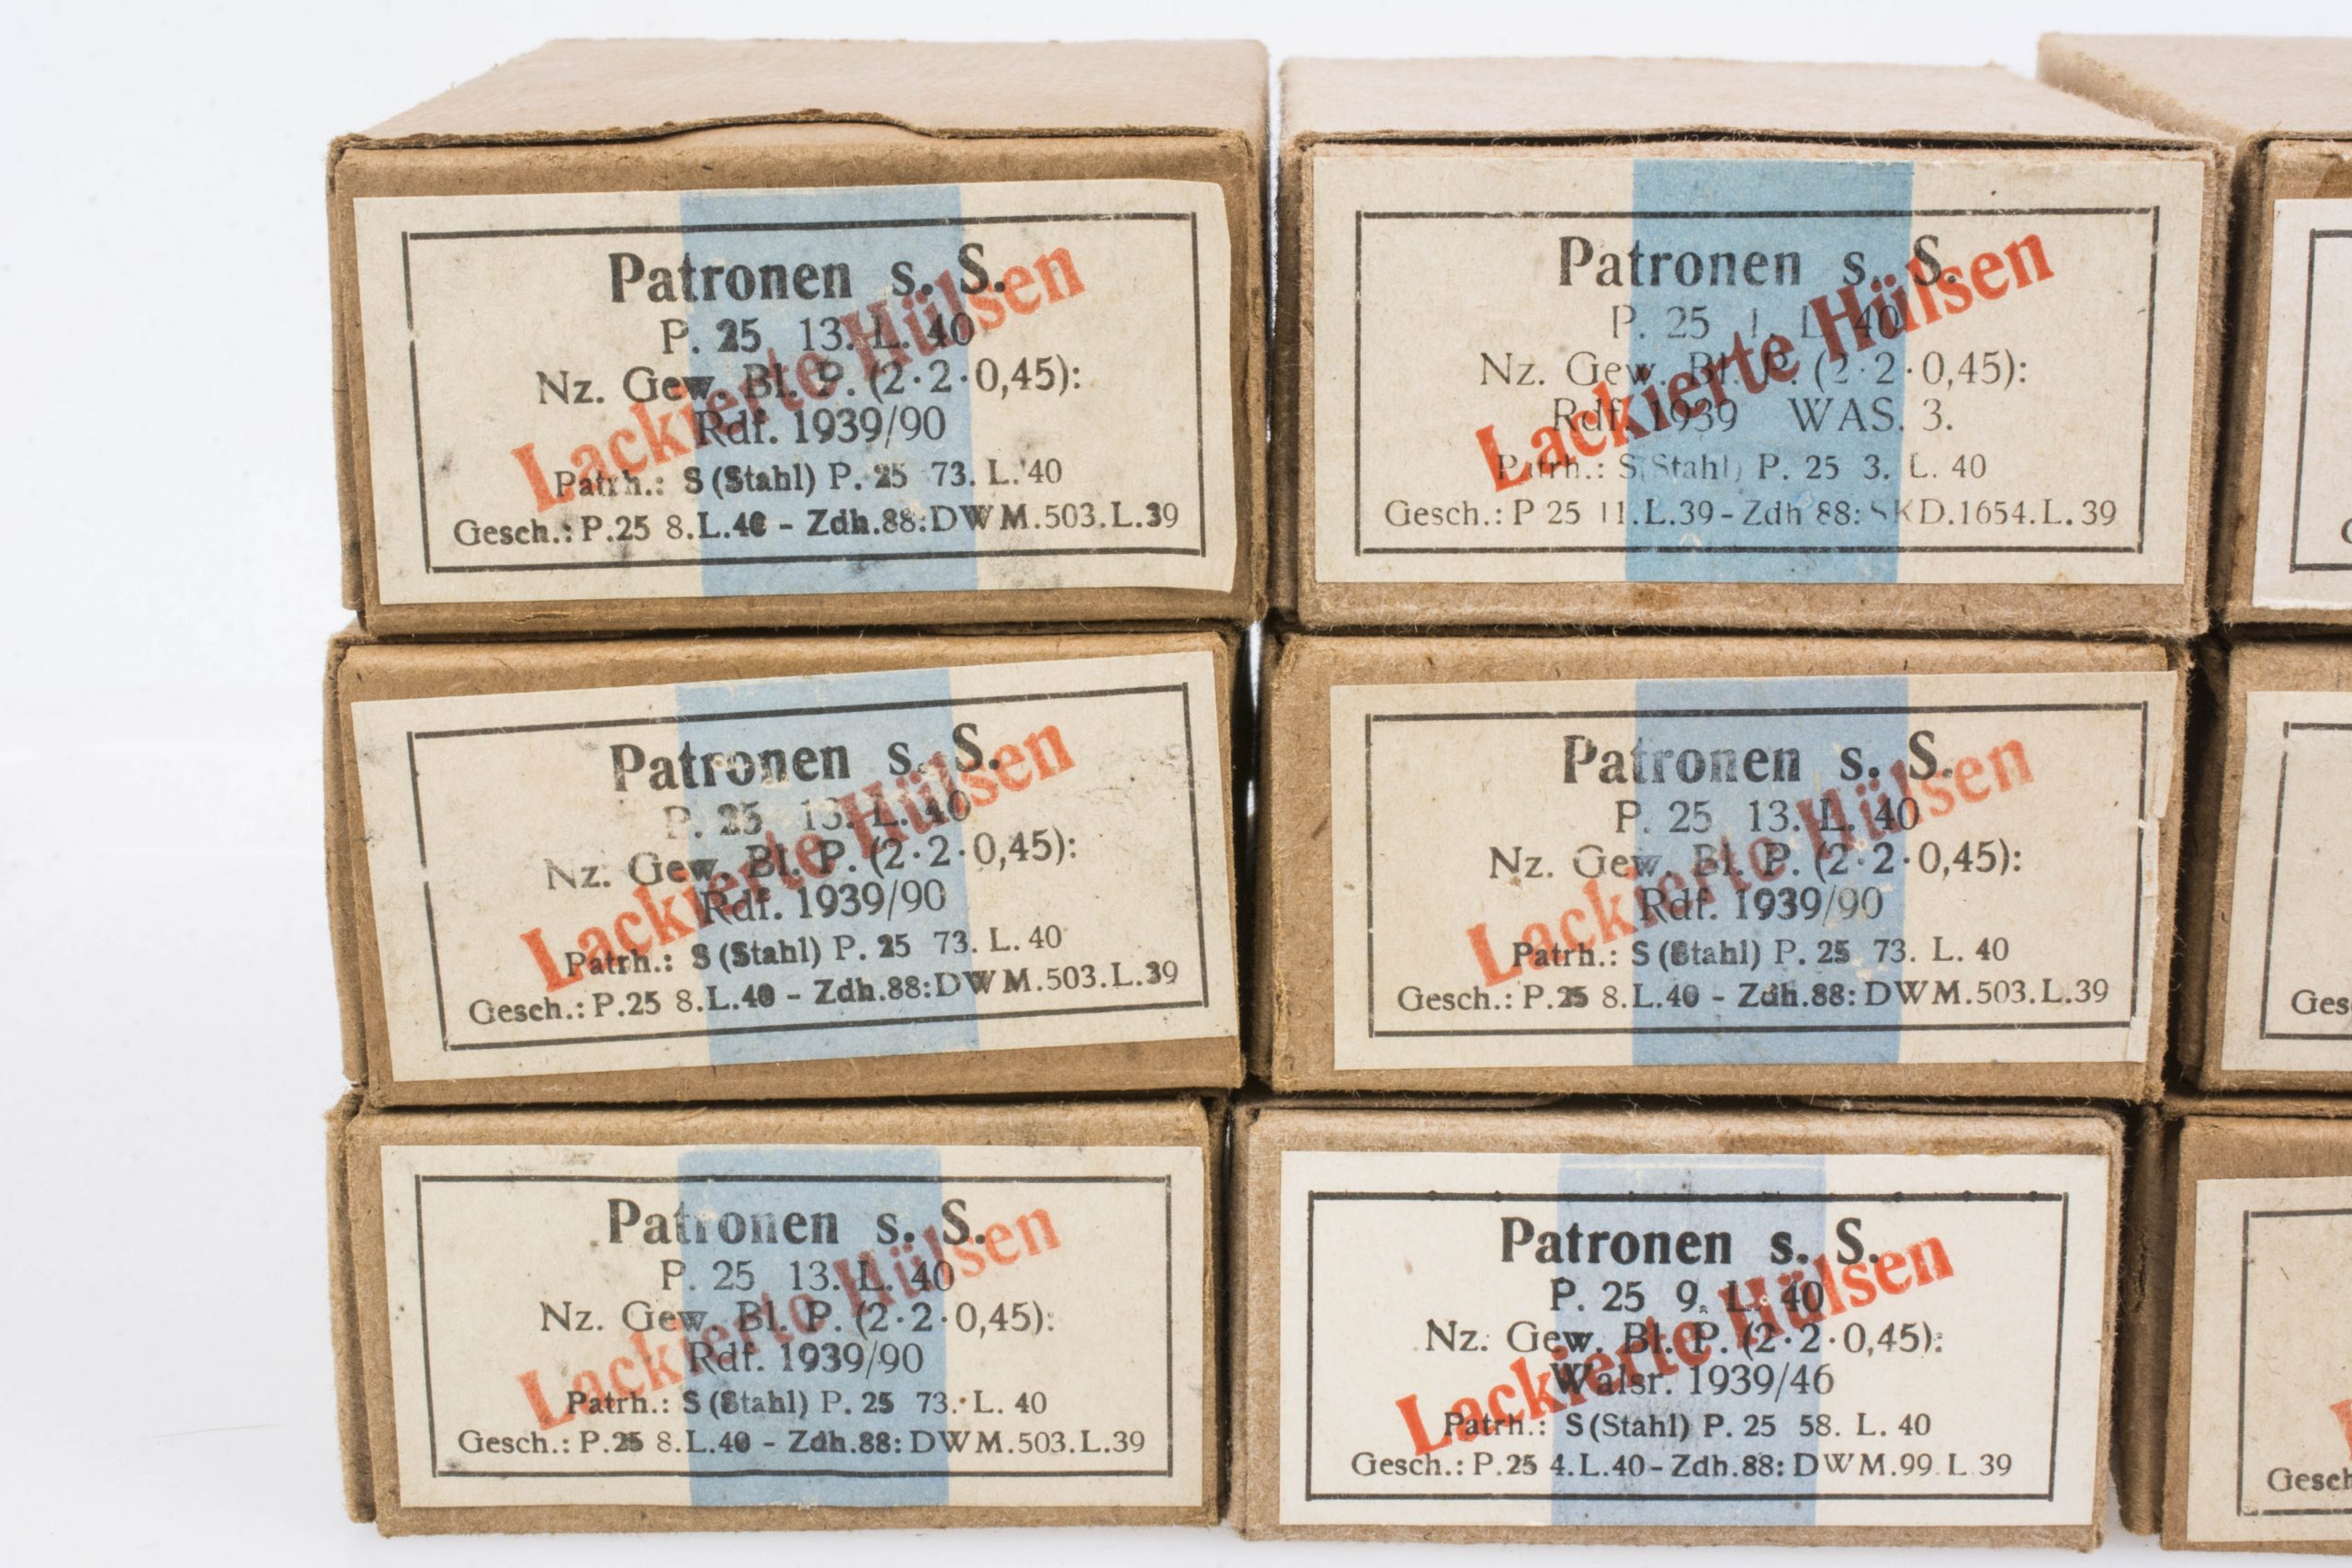 Patronen s. S.
P. 25 13. L. 40
Nz. Gew. Bl. P. (2·2·0,45):
Rdf. 1939/90
Patrh.: S (Stahl) P. 25 73. L. 40
Gesch.: P.25 8.L.40 - Zdh.88: DWM.503.L.39
Lackierte Hülsen
Patronen s. S.
P. 25 1. L. 40
Nz. Gew. Bl. P. (2·2·0,45):
Rdf. 1939 WAS. 3.
Patrh.: S (Stahl) P. 25 3. L. 40
Gesch.: P 25 11.L.39 - Zdh 88: SKD.1654.L.39
Lackierte Hülsen
Patronen s. S.
P. 25 13. L. 40
Nz. Gew. Bl. P. (2·2·0,45):
Rdf. 1939/90
Patrh.: S (Stahl) P. 25 73. L. 40
Gesch.: P.25 8.L.40 - Zdh.88: DWM.503.L.39
Lackierte Hülsen
Patronen s. S.
P. 25 13. L. 40
Nz. Gew. Bl. P. (2·2·0,45):
Rdf. 1939/90
Patrh.: S (Stahl) P. 25 73. L. 40
Gesch.: P.25 8.L.40 - Zdh.88: DWM.503.L.39
Lackierte Hülsen
Ges
Patronen s. S.
P. 25 13. L. 40
Nz. Gew. Bl. P. (2·2·0,45):
Rdf. 1939/90
Patrh.: S (Stahl) P. 25 73. L. 40
Gesch.: P.25 8.L.40 - Zdh.88: DWM.503.L.39
Lackierte Hülsen
Patronen s. S.
P. 25 9. L. 40
Nz. Gew. Bl. P. (2·2·0,45):
Walsr. 1939/46
Patrh.: S (Stahl) P. 25 58. L. 40
Gesch.: P.25 4.L.40 - Zdh.88: DWM.99.L.39
Lackierte Hülsen
Gesch